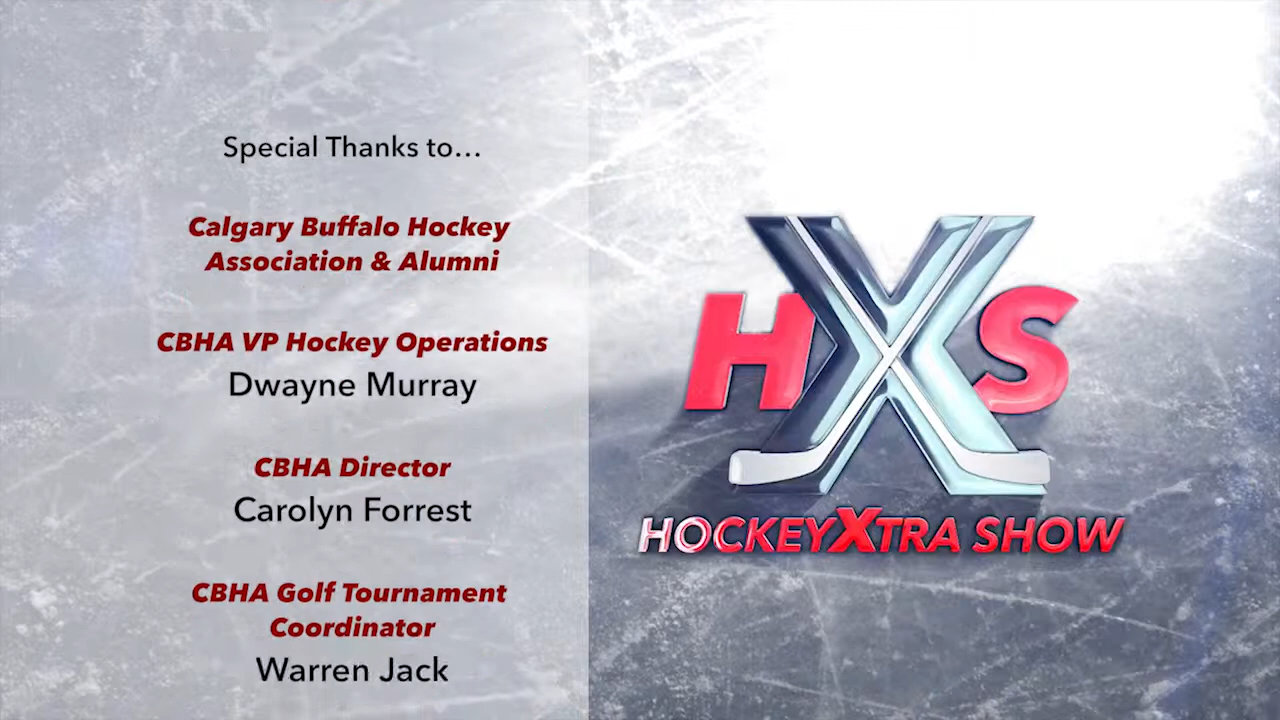 Special Thanks to...
Calgary Buffalo Hockey
Association & Alumni
CBHA VP Hockey Operations
Dwayne Murray
CBHA Director
Carolyn Forrest
CBHA Golf Tournament
Coordinator
Warren Jack
HXS
HOCKEYXTRA SHOW